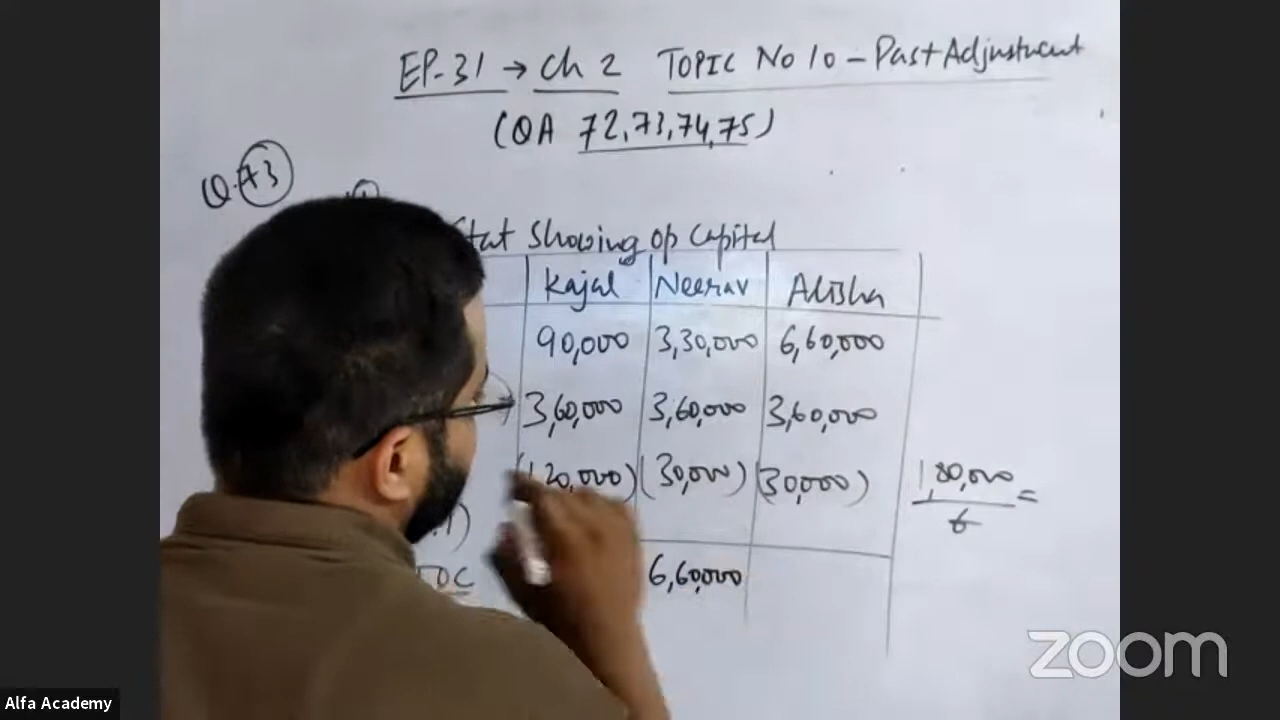 EP-31 → Ch 2 TOPIC No 10 - Past Adjustment
(QA 72,73,74,75)
Q.73
Stat Showing Op Capital
Kajal Neerav Alisha
90,000 3,30,000 6,60,000
3,60,000 3,60,000 3,60,000
(120,000) (30,000) (30,000) 1,80,000/6 =
6,60,000
zoom
Alfa Academy